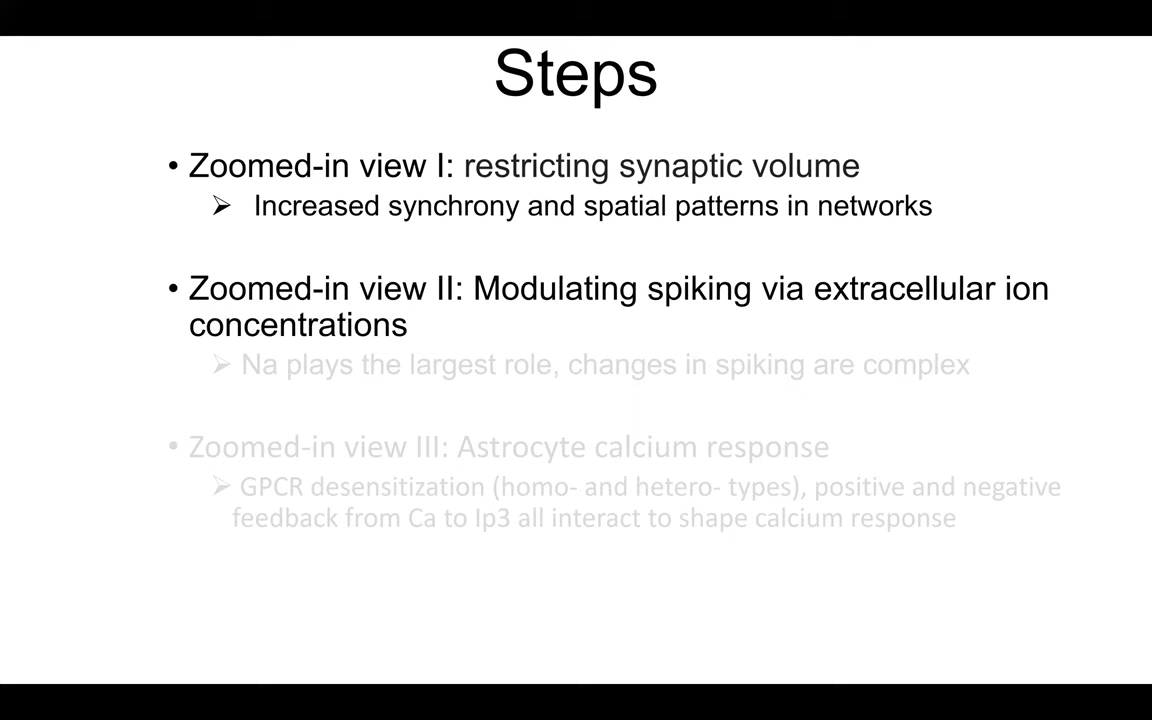 Steps
• Zoomed-in view I: restricting synaptic volume
➢ Increased synchrony and spatial patterns in networks
• Zoomed-in view II: Modulating spiking via extracellular ion
concentrations
➢ Na plays the largest role, changes in spiking are complex
• Zoomed-in view III: Astrocyte calcium response
➢ GPCR desensitization (homo- and hetero- types), positive and negative
feedback from Ca to Ip3 all interact to shape calcium response